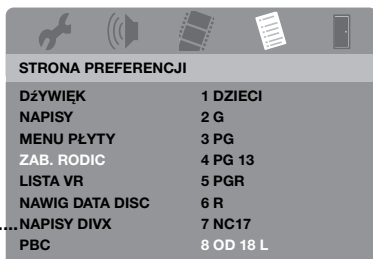 STRONA PREFERENCJI
DźYWIĘK 1 DZIECI
NAPISY 2 G
MENU PŁYTY 3 PG
ZAB. RODIC 4 PG 13
LISTA VR 5 PGR
NAWIG DATA DISC 6 R
....NAPISY DIVX 7 NC17
PBC 8 OD 18 L